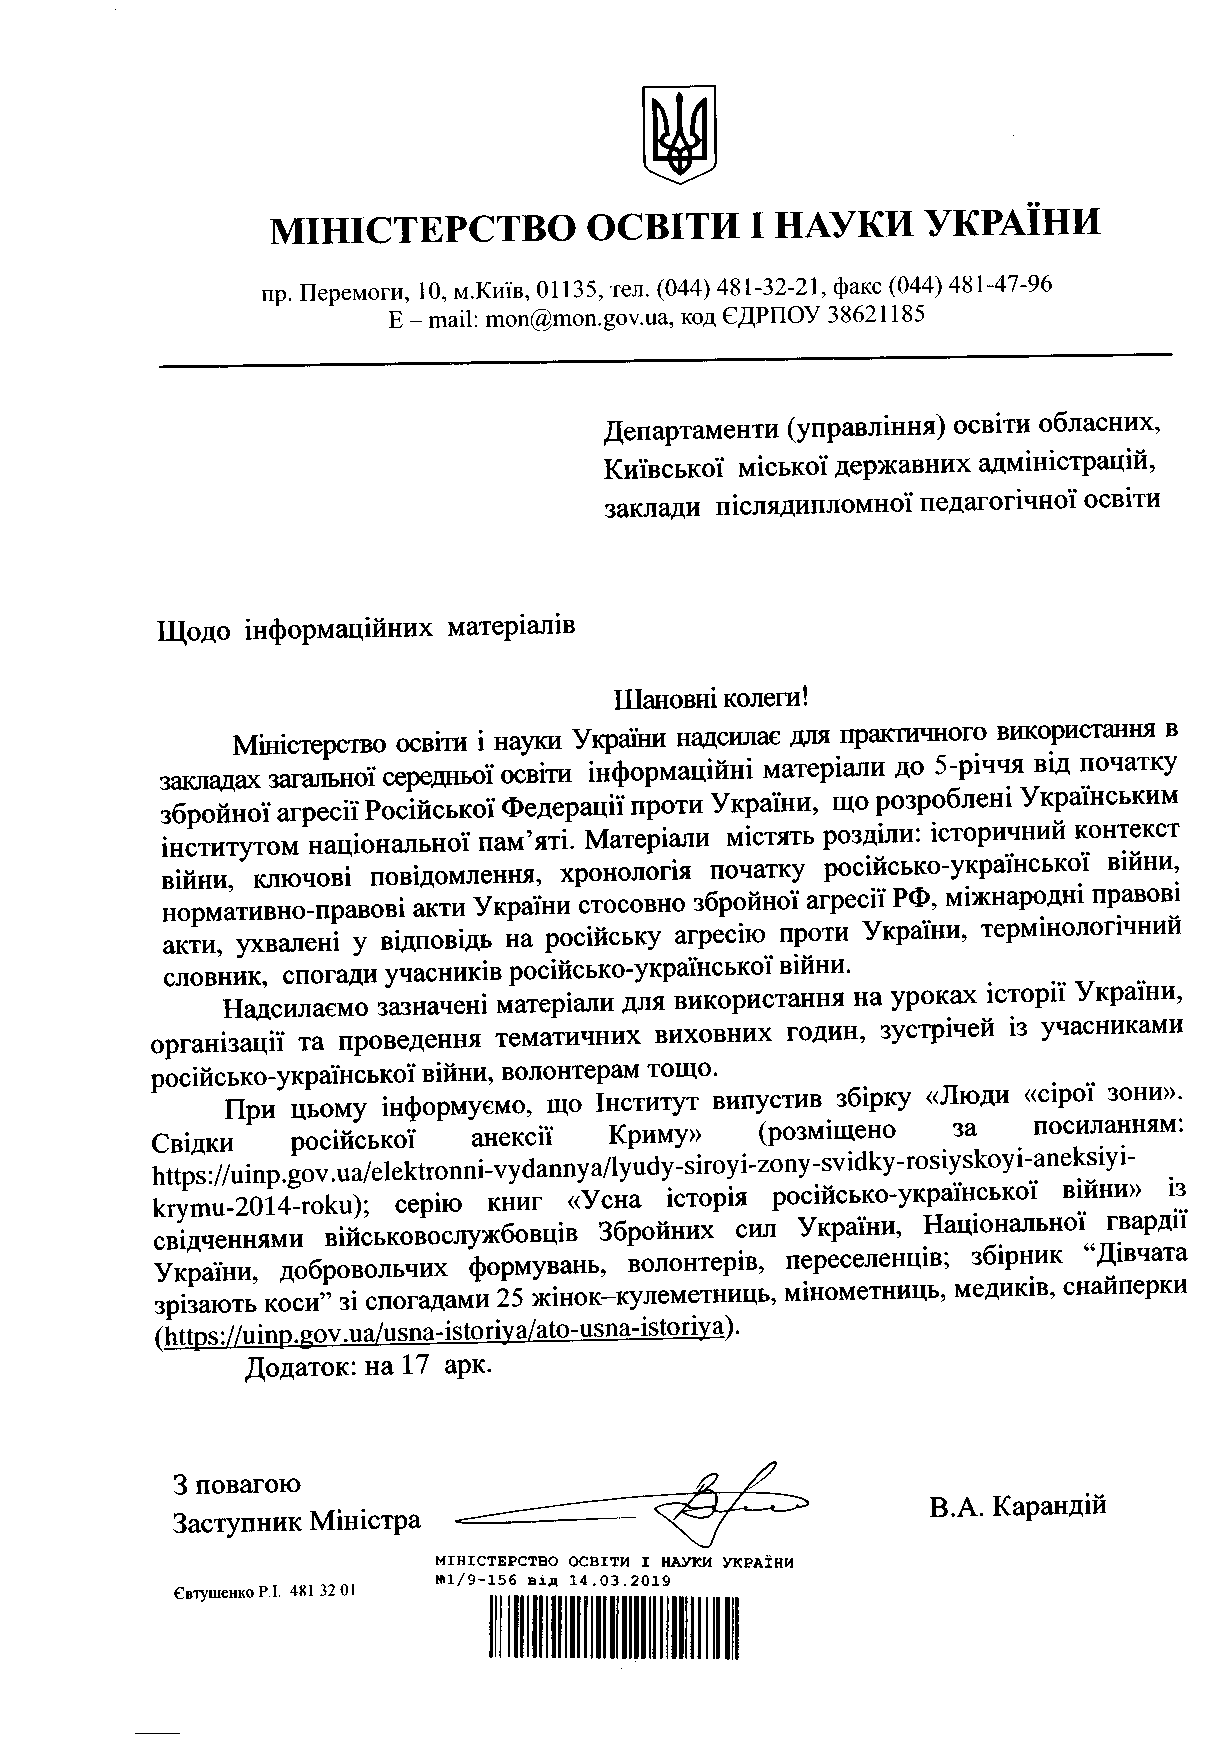 МІНІСТЕРСТВО ОСВІТИ І НАУКИ УКРАЇНИ
пр. Перемоги, 10, м.Київ, 01135, тел. (044) 481-32-21, факс (044) 481-47-96
E – mail: mon@mon.gov.ua, код ЄДРПОУ 38621185
Департаменти (управління) освіти обласних,
Київської міської державних адміністрацій,
заклади післядипломної педагогічної освіти
Щодо інформаційних матеріалів
Шановні колеги!
Міністерство освіти і науки України надсилає для практичного використання в
закладах загальної середньої освіти інформаційні матеріали до 5-річчя від початку
збройної агресії Російської Федерації проти України, що розроблені Українським
інститутом національної пам’яті. Матеріали містять розділи: історичний контекст
війни, ключові повідомлення, хронологія початку російсько-української війни,
нормативно-правові акти України стосовно збройної агресії РФ, міжнародні правові
акти, ухвалені у відповідь на російську агресію проти України, термінологічний
словник, спогади учасників російсько-української війни.
Надсилаємо зазначені матеріали для використання на уроках історії України,
організації та проведення тематичних виховних годин, зустрічей із учасниками
російсько-української війни, волонтерам тощо.
При цьому інформуємо, що Інститут випустив збірку «Люди «сірої зони».
Свідки російської анексії Криму» (розміщено за посиланням:
https://uinp.gov.ua/elektronni-vydannya/lyudy-siroyi-zony-svidky-rosiyskoyi-aneksiyi-
krymu-2014-roku); серію книг «Усна історія російсько-української війни» із
свідченнями військовослужбовців Збройних сил України, Національної гвардії
України, добровольчих формувань, волонтерів, переселенців; збірник “Дівчата
зрізають коси” зі спогадами 25 жінок–кулеметниць, мінометниць, медиків, снайперки
(https://uinp.gov.ua/usna-istoriya/ato-usna-istoriya).
Додаток: на 17 арк.
З повагою
Заступник Міністра
В.А. Карандій
МІНІСТЕРСТВО ОСВІТИ І НАУКИ УКРАЇНИ
№1/9-156 від 14.03.2019
Євтушенко Р.І. 481 32 01